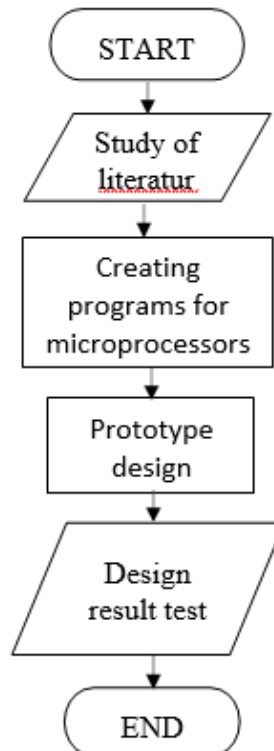 START
Study of
literatur
Creating
programs for
microprocessors
Prototype
design
Design
result test
END